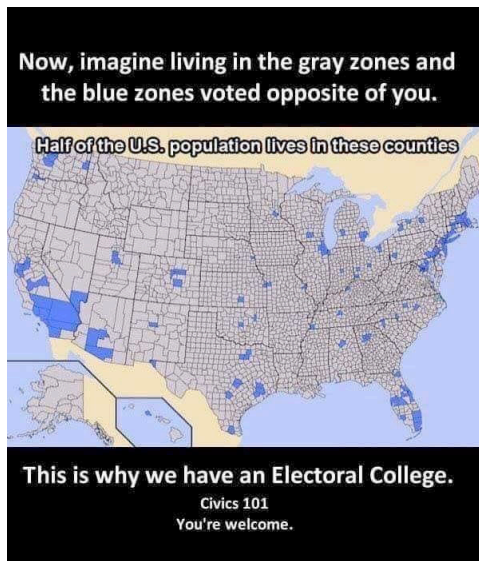 Now, imagine living in the gray zones and
the blue zones voted opposite of you.
Half of the U.S. population lives in these counties
This is why we have an Electoral College.
Civics 101
You're welcome.